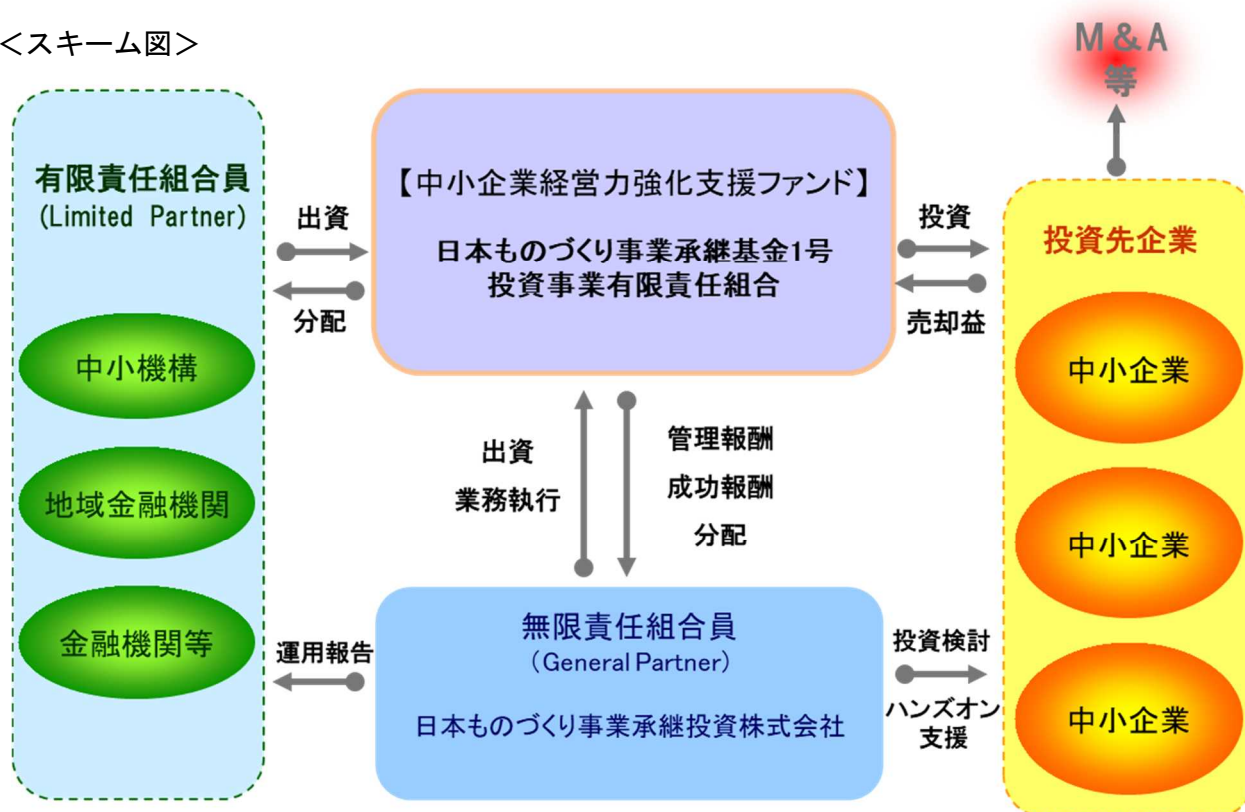 ＜スキーム図＞
M＆A
等
有限責任組合員
(Limited Partner)
中小機構
地域金融機関
金融機関等
出資
分配
【中小企業経営力強化支援ファンド】
日本ものづくり事業承継基金1号
投資事業有限責任組合
投資
売却益
投資先企業
中小企業
中小企業
中小企業
出資
業務執行
管理報酬
成功報酬
分配
運用報告
無限責任組合員
(General Partner)
日本ものづくり事業承継投資株式会社
投資検討
ハンズオン
支援